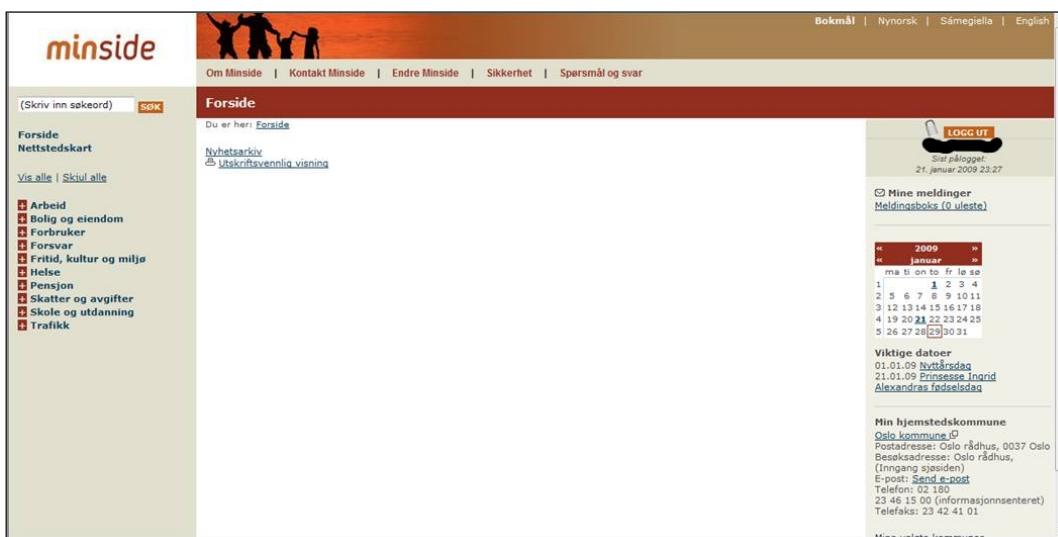 minside
Bokmål | Nynorsk | Sámegiella | English
Om Minside | Kontakt Minside | Endre Minside | Sikkerhet | Spørsmål og svar
(Skriv inn søkeord) SØK
Forside
Nettstedskart
Vis alle | Skjul alle
Arbeid
Bolig og eiendom
Forbruker
Forsvar
Fritid, kultur og miljø
Helse
Pensjon
Skatter og avgifter
Skole og utdanning
Trafikk
Forside
Du er her: Forside
Nyhetsarkiv
Utskriftsvennlig visning
LOGG UT
Sist pålogget:
21. januar 2009 23:27
Mine meldinger
Meldingsboks (0 uleste)
« 2009 »
« januar »
ma ti on to fr lø sø
1 1 2 3 4
2 5 6 7 8 9 10 11
3 12 13 14 15 16 17 18
4 19 20 21 22 23 24 25
5 26 27 28 29 30 31
Viktige datoer
01.01.09 Nyttårsdag
21.01.09 Prinsesse Ingrid
Alexandras fødselsdag
Min hjemstedskommune
Oslo kommune
Postadresse: Oslo rådhus, 0037 Oslo
Besøksadresse: Oslo rådhus,
(Inngang sjøsiden)
E-post: Send e-post
Telefon: 02 180
23 46 15 00 (informasjonnsenteret)
Telefaks: 23 42 41 01